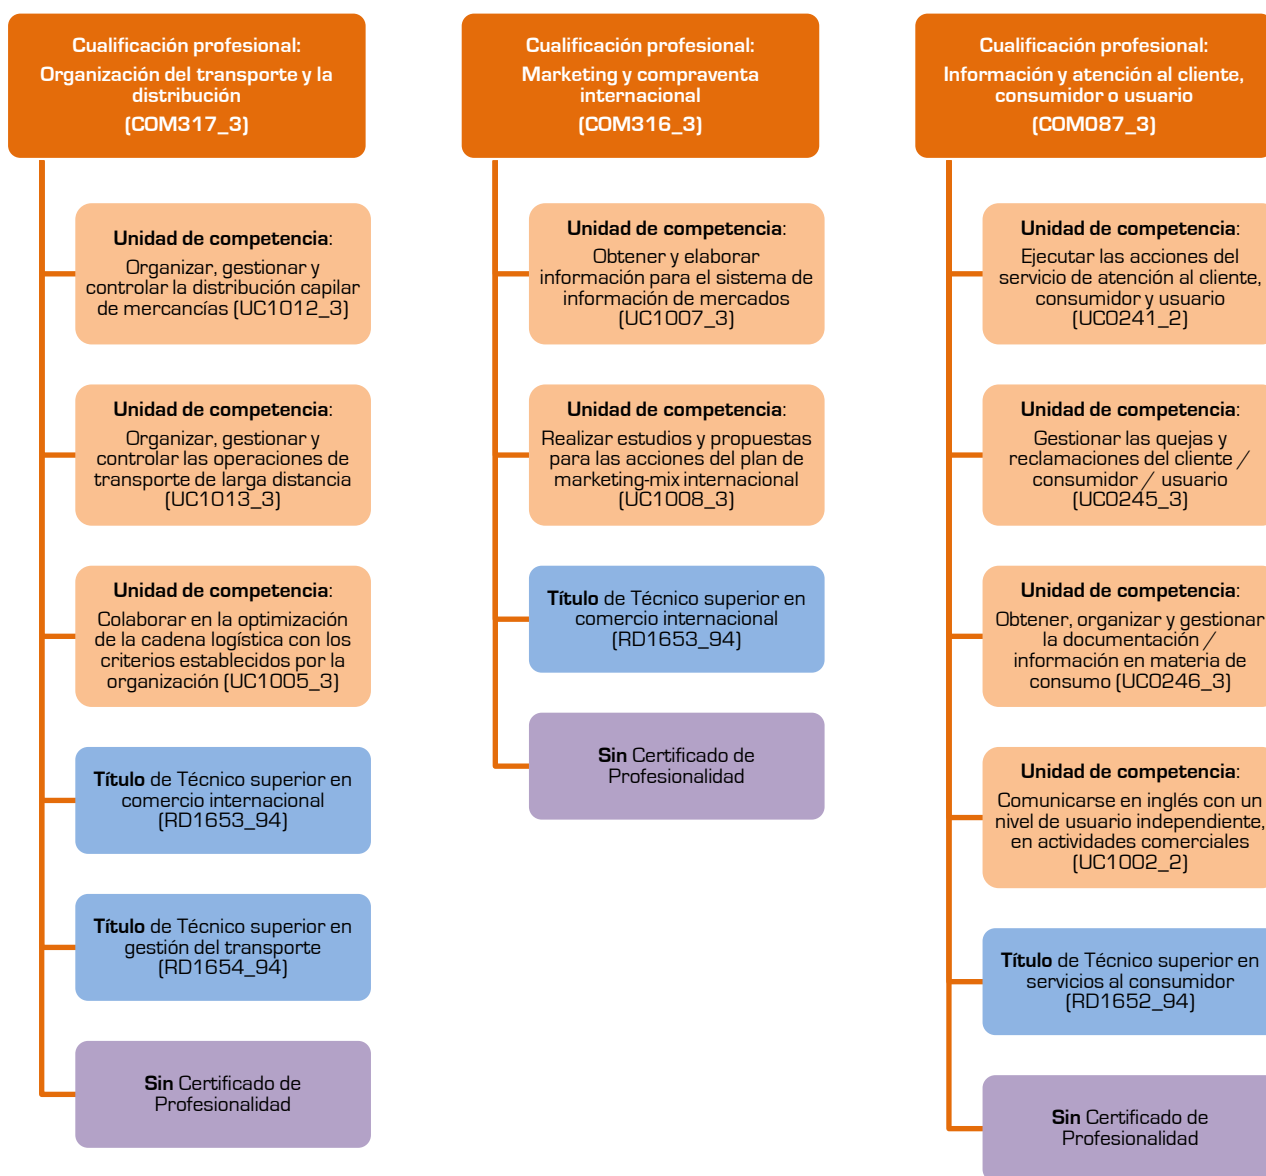 Cualificación profesional:
Organización del transporte y la
distribución
(COM317_3)
Unidad de competencia:
Organizar, gestionar y
controlar la distribución capilar
de mercancías (UC1012_3)
Unidad de competencia:
Organizar, gestionar y
controlar las operaciones de
transporte de larga distancia
(UC1013_3)
Unidad de competencia:
Colaborar en la optimización
de la cadena logística con los
criterios establecidos por la
organización (UC1005_3)
Título de Técnico superior en
comercio internacional
(RD1653_94)
Título de Técnico superior en
gestión del transporte
(RD1654_94)
Sin Certificado de
Profesionalidad
Cualificación profesional:
Marketing y compraventa
internacional
(COM316_3)
Unidad de competencia:
Obtener y elaborar
información para el sistema de
información de mercados
(UC1007_3)
Unidad de competencia:
Realizar estudios y propuestas
para las acciones del plan de
marketing-mix internacional
(UC1008_3)
Título de Técnico superior en
comercio internacional
(RD1653_94)
Sin Certificado de
Profesionalidad
Cualificación profesional:
Información y atención al cliente,
consumidor o usuario
(COM087_3)
Unidad de competencia:
Ejecutar las acciones del
servicio de atención al cliente,
consumidor y usuario
(UC0241_2)
Unidad de competencia:
Gestionar las quejas y
reclamaciones del cliente /
consumidor / usuario
(UC0245_3)
Unidad de competencia:
Obtener, organizar y gestionar
la documentación /
información en materia de
consumo (UC0246_3)
Unidad de competencia:
Comunicarse en inglés con un
nivel de usuario independiente,
en actividades comerciales
(UC1002_2)
Título de Técnico superior en
servicios al consumidor
(RD1652_94)
Sin Certificado de
Profesionalidad